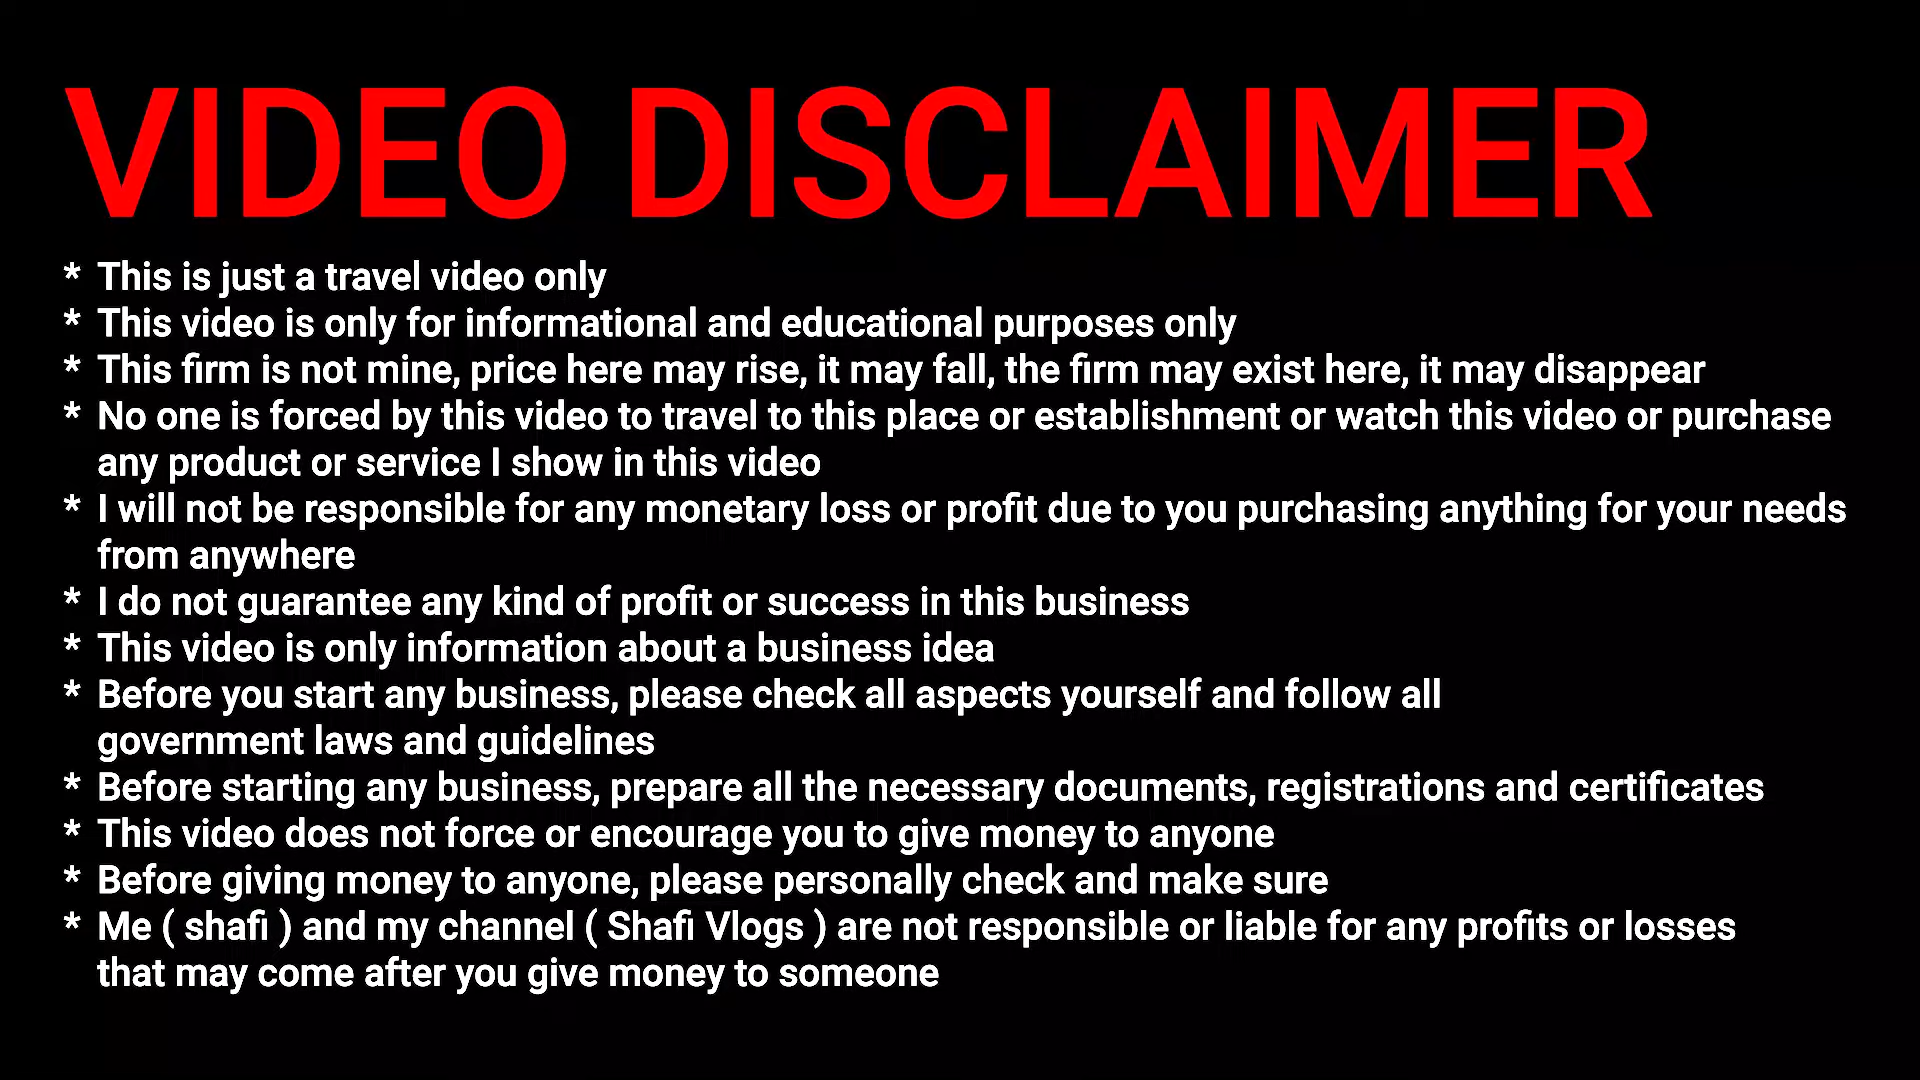 VIDEO DISCLAIMER
* This is just a travel video only
* This video is only for informational and educational purposes only
* This firm is not mine, price here may rise, it may fall, the firm may exist here, it may disappear
* No one is forced by this video to travel to this place or establishment or watch this video or purchase
any product or service I show in this video
* I will not be responsible for any monetary loss or profit due to you purchasing anything for your needs
from anywhere
* I do not guarantee any kind of profit or success in this business
* This video is only information about a business idea
* Before you start any business, please check all aspects yourself and follow all
government laws and guidelines
* Before starting any business, prepare all the necessary documents, registrations and certificates
* This video does not force or encourage you to give money to anyone
* Before giving money to anyone, please personally check and make sure
* Me ( shafi ) and my channel ( Shafi Vlogs ) are not responsible or liable for any profits or losses
that may come after you give money to someone